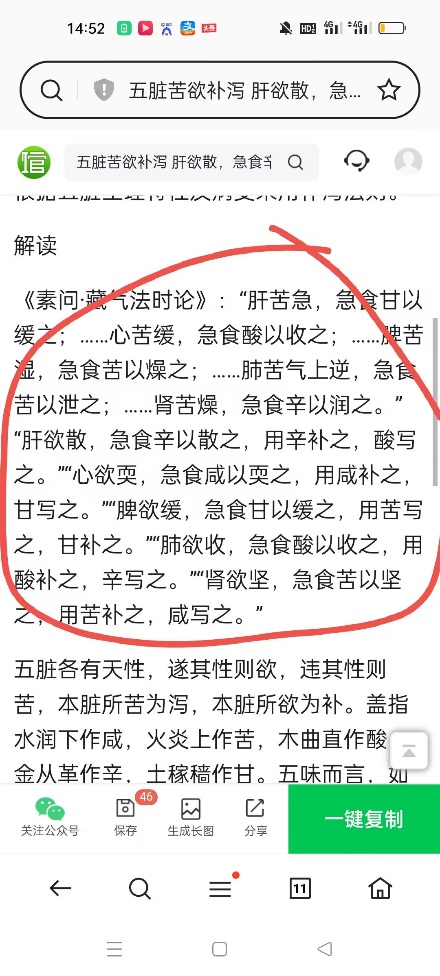 14:52
头条
HD
4G
4G
五脏苦欲补泻 肝欲散，急...
五脏苦欲补泻 肝欲散，急食辛
解读
《素问·藏气法时论》：“肝苦急，急食甘以
缓之；……心苦缓，急食酸以收之；……脾苦
湿，急食苦以燥之；……肺苦气上逆，急食
苦以泄之；……肾苦燥，急食辛以润之。”
“肝欲散，急食辛以散之，用辛补之，酸写
之。”“心欲耎，急食咸以耎之，用咸补之，
甘写之。”“脾欲缓，急食甘以缓之，用苦写
之，甘补之。”“肺欲收，急食酸以收之，用
酸补之，辛写之。”“肾欲坚，急食苦以坚
之，用苦补之，咸写之。”
五脏各有天性，遂其性则欲，违其性则
苦，本脏所苦为泻，本脏所欲为补。盖指
水润下作咸，火炎上作苦，木曲直作酸
金从革作辛，土稼穑作甘。五味而言，如
关注公众号
46
保存
生成长图
分享
一键复制
11